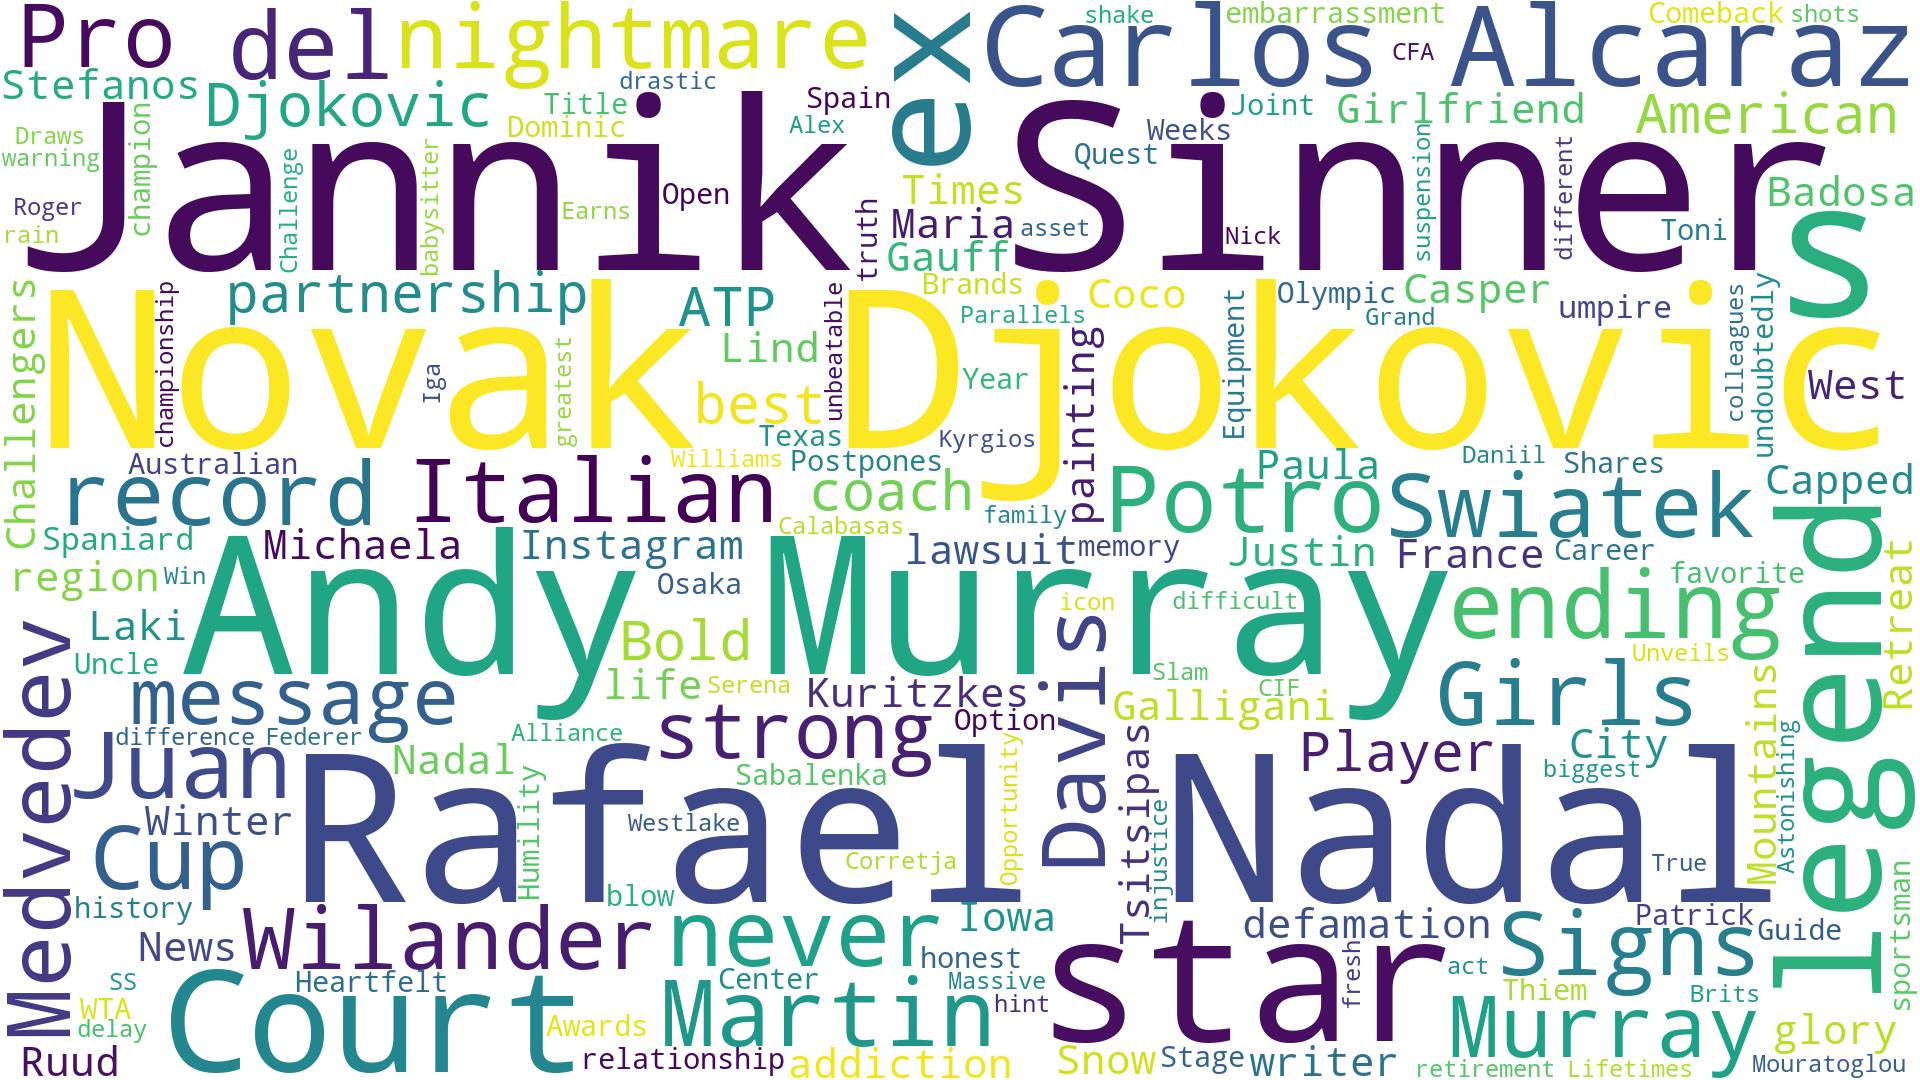 Pro
del
nightmare
ex
Carlos
shake
embarrassment
Alcaraz
Comeback
shots
CFA
Stefanos
Djokovic
drastic
Title
Dominic
Spain
Alex
Joint
Girlfriend
American
Weeks
Quest
Draws
warning
champion
Jannik Sinner
Challenge
babysitter
Earns
Open
truth
Times
Maria
asset
Gauff
Nick
suspension
different
Toni
Badosa
s
Roger
rain
Challengers
championship
partnership
ATP
Brands
Coco
Parallels
Equipment
Olympic
Casper
Grand
umpire
colleagues
undoubtedly
Novak Djokovic
Iga
greatest
Lind
best
unbeatable
Year
painting
West
Texas
Kyrgios
Australian
record
Italian
Williams
Postpones
coach
Calabasas
family
Potro
Paula
Swiatek
Daniil
Shares
Capped
Spaniard
Michaela
Instagram
lawsuit
memory
Justin
France
Career
region
Win
Osaka
Andy Murray
icon
difficult
ending
favorite
legend
Retreat
Laki
Uncle
Bold
life
Serena
Slam
CIF
Unveils
Medvedev
message
Kuritzkes
Davis
Galligani
Girls
Mountains
difference
Federer
Alliance
strong
Option
Tsitsipas
Player
City
biggest
Astonishing
Juan
Nadal
Sabalenka
Opportunity
injustice
Rafael Nadal
Winter
Cup
Humility
Westlake
Corretja
True
history
blow
Iowa
defamation
Patrick
Guide
sportsman
News
Wilander
never
honest
star
fresh
act
Signs
SS
Heartfelt
Center
Massive
WTA
delay
Court
Awards
Martin
hint
Thiem
Brits
Murray
glory
Ruud
relationship
addiction
Snow
Stage
writer
retirement
Lifetimes
Mouratoglou